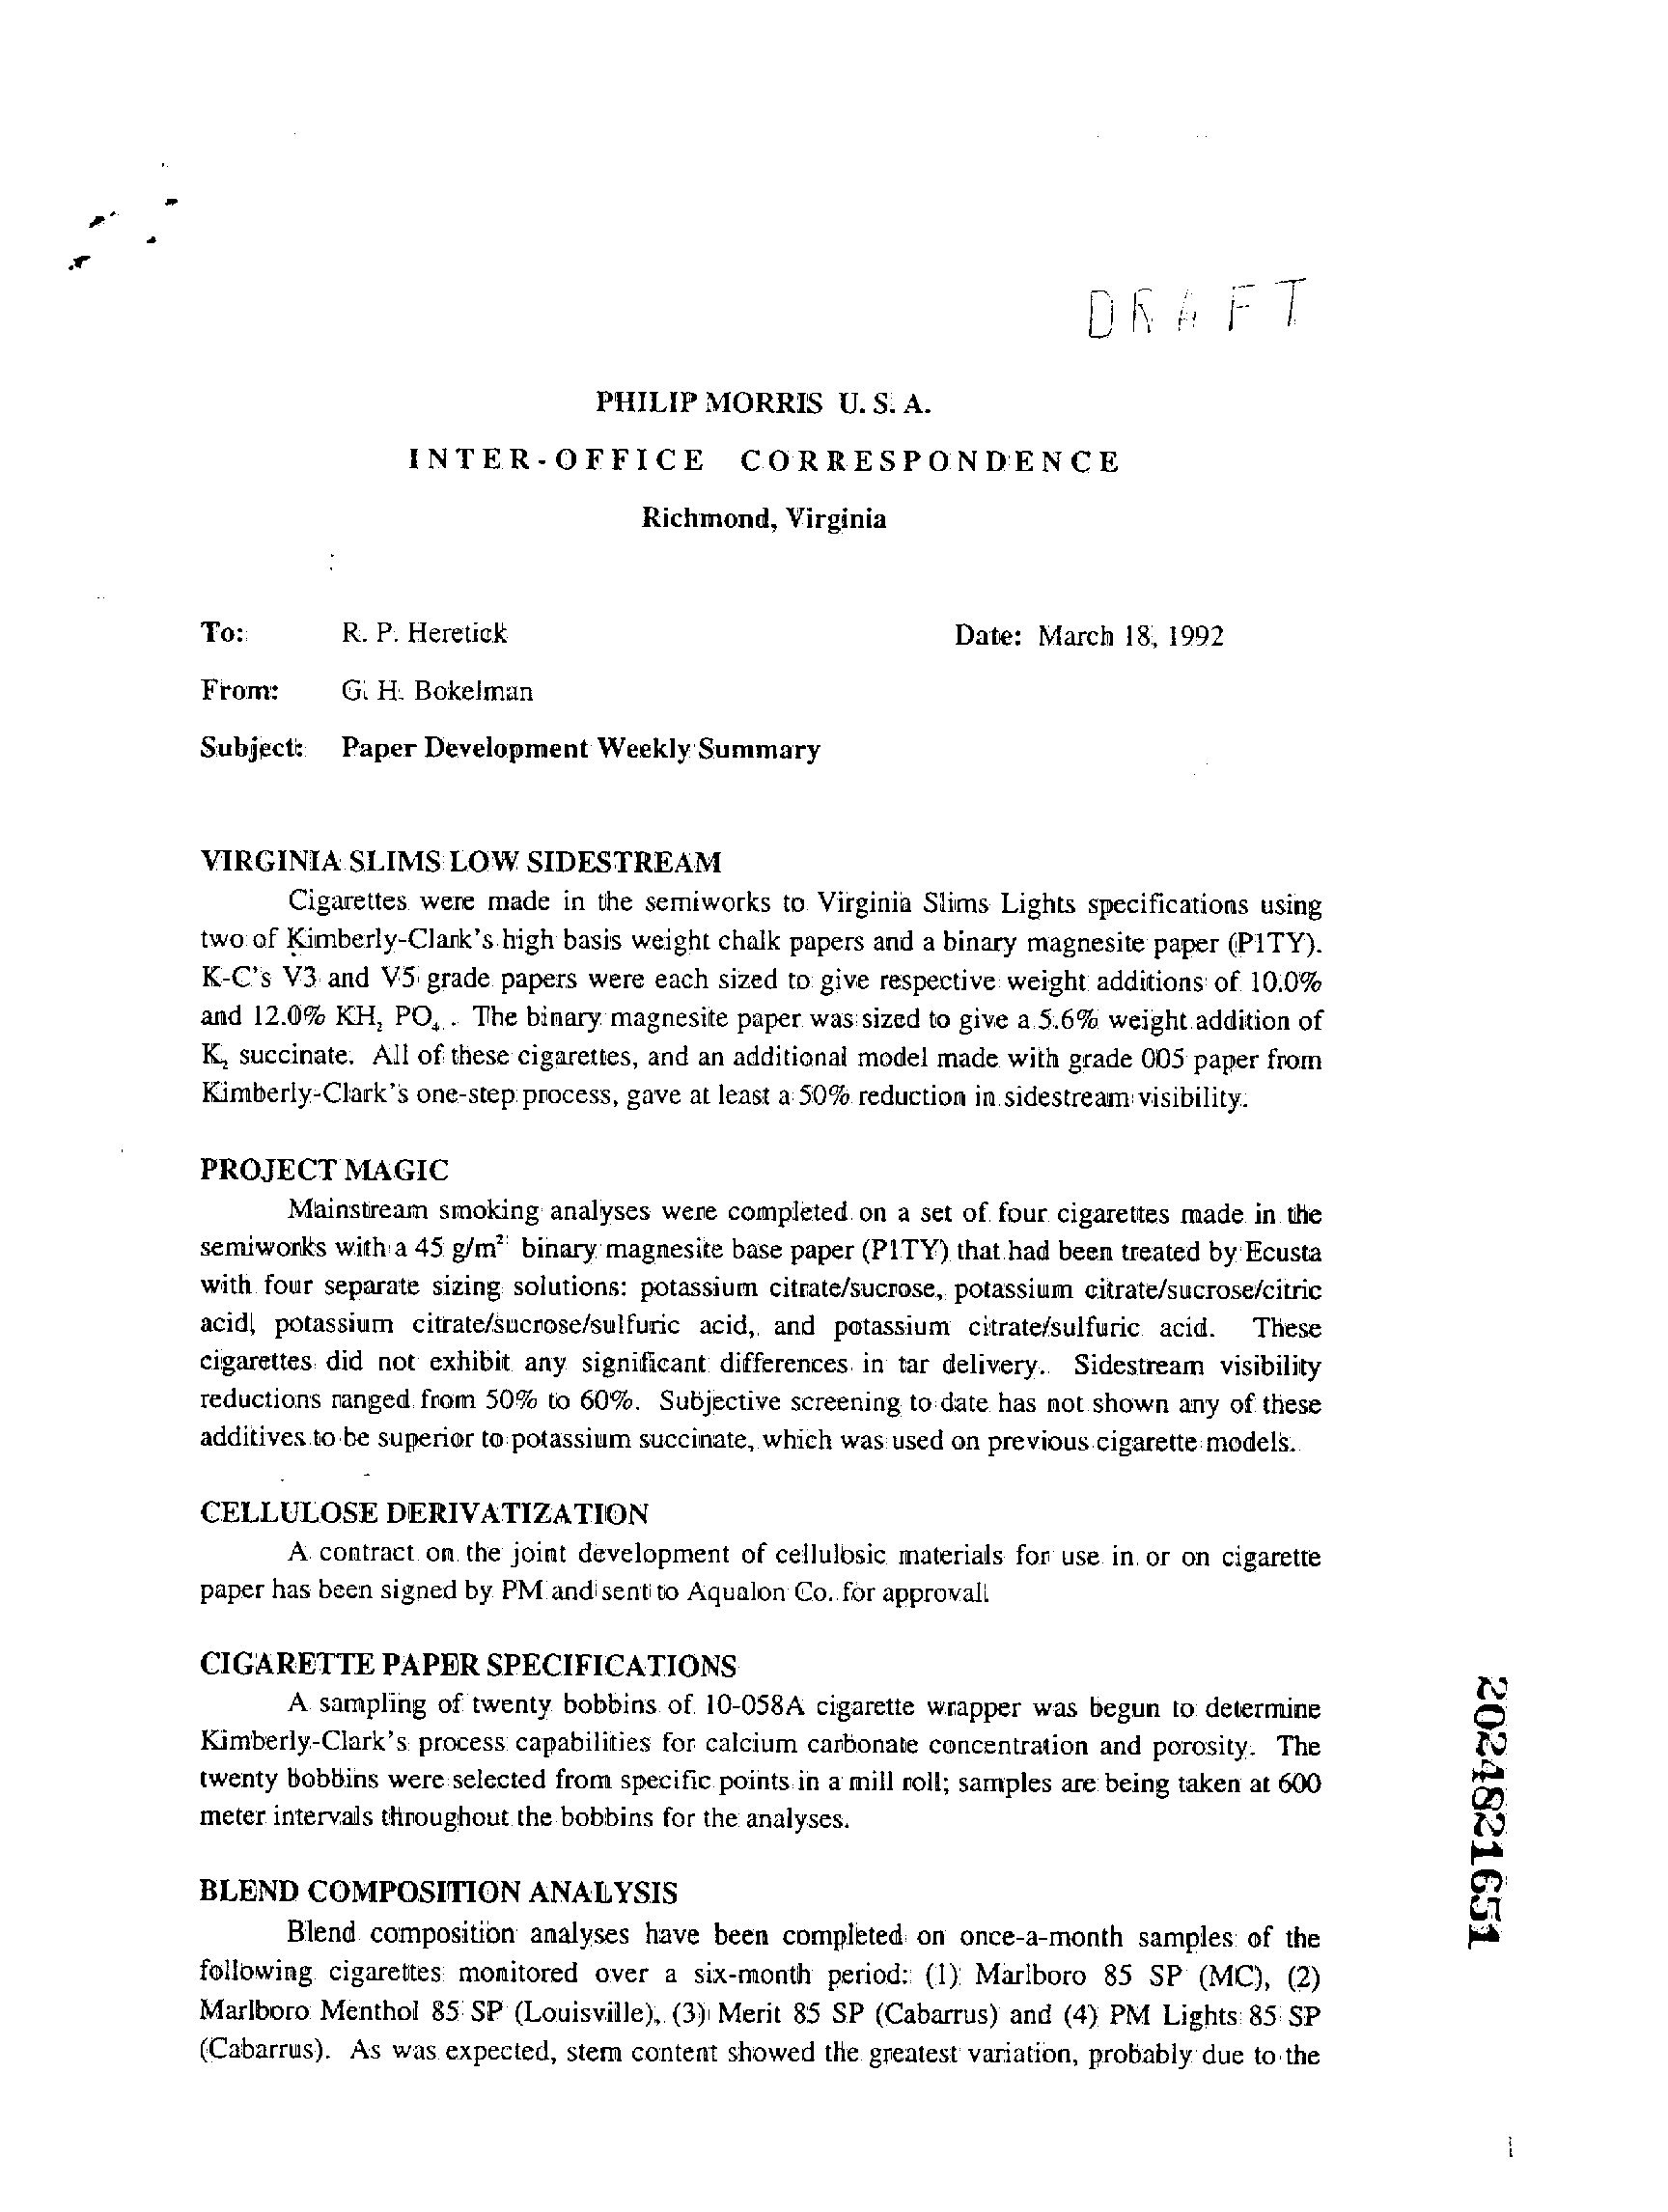 DRAFT
PHILIP MORRIS U. S. A.
INTER-OFFICE CORRESPONDENCE
Richmond, Virginia
To: R. P. Heretick Date: March 18, 1992
From: G. H. Bokelman
Subject: Paper Development Weekly Summary
VIRGINIA SLIMS LOW SIDESTREAM
Cigarettes were made in the semiworks to Virginia Slims Lights specifications using
two of Kimberly-Clark's high basis weight chalk papers and a binary magnesite paper (P1TY).
K-C's V3 and V5 grade papers were each sized to give respective weight additions of 10.0%
and 12.0% KH₂ PO₄ . The binary magnesite paper was sized to give a 5.6% weight addition of
K₂ succinate. All of these cigarettes, and an additional model made with grade 005 paper from
Kimberly-Clark's one-step process, gave at least a 50% reduction in sidestream visibility.
PROJECT MAGIC
Mainstream smoking analyses were completed on a set of four cigarettes made in the
semiworks with a 45 g/m² binary magnesite base paper (P1TY) that had been treated by Ecusta
with four separate sizing solutions: potassium citrate/sucrose, potassium citrate/sucrose/citric
acid, potassium citrate/sucrose/sulfuric acid, and potassium citrate/sulfuric acid. These
cigarettes did not exhibit any significant differences in tar delivery. Sidestream visibility
reductions ranged from 50% to 60%. Subjective screening to date has not shown any of these
additives to be superior to potassium succinate, which was used on previous cigarette models.
CELLULOSE DERIVATIZATION
A contract on the joint development of cellulosic materials for use in or on cigarette
paper has been signed by PM and sent to Aqualon Co. for approval.
CIGARETTE PAPER SPECIFICATIONS
A sampling of twenty bobbins of 10-058A cigarette wrapper was begun to determine
Kimberly-Clark's process capabilities for calcium carbonate concentration and porosity. The
twenty bobbins were selected from specific points in a mill roll; samples are being taken at 600
meter intervals throughout the bobbins for the analyses.
BLEND COMPOSITION ANALYSIS
Blend composition analyses have been completed on once-a-month samples of the
following cigarettes monitored over a six-month period: (1) Marlboro 85 SP (MC), (2)
Marlboro Menthol 85 SP (Louisville), (3) Merit 85 SP (Cabarrus) and (4) PM Lights 85 SP
(Cabarrus). As was expected, stem content showed the greatest variation, probably due to the
2024821651